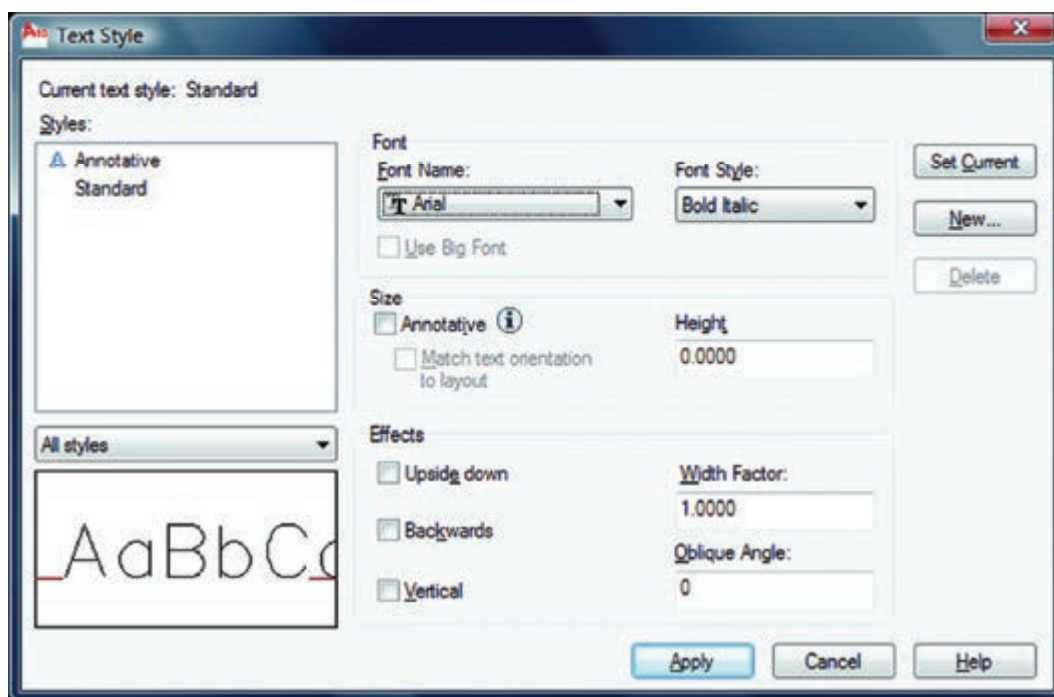 Text Style
Current text style: Standard
Styles:
Annotative
Standard
All styles
AaBbC
Font
Font Name:
Arial
Font Style:
Bold Italic
Use Big Font
Size
Annotative
Match text orientation
to layout
Height
0.0000
Effects
Upside down
Backwards
Vertical
Width Factor:
1.0000
Oblique Angle:
0
Set Current
New...
Delete
Apply
Cancel
Help